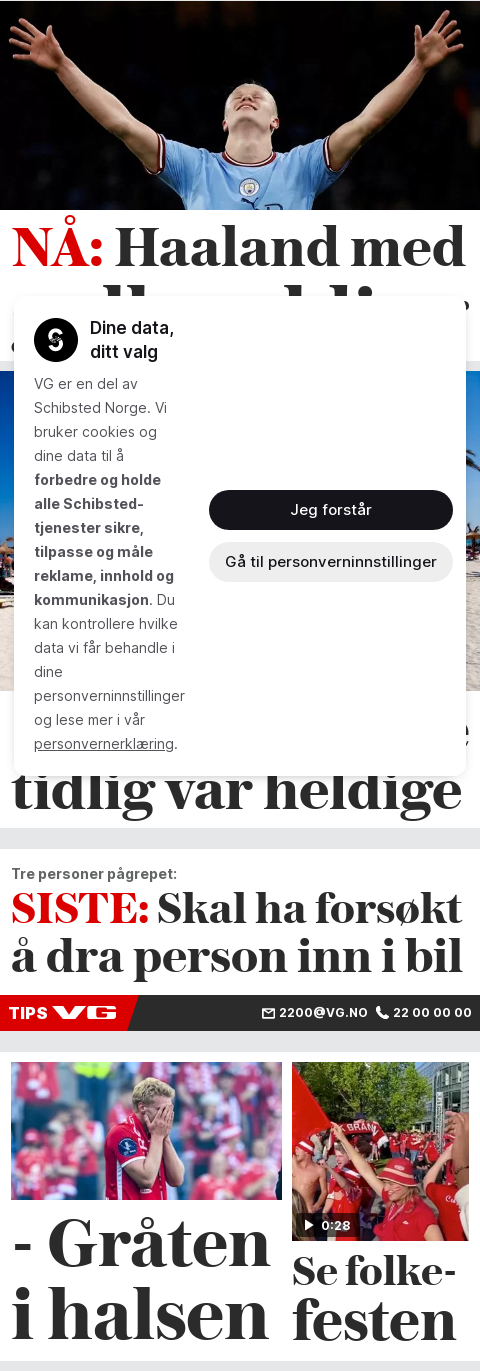 NÅ: Haaland med
Dine data,
ditt valg
VG er en del av
Schibsted Norge. Vi
bruker cookies og
dine data til å
forbedre og holde
alle Schibsted-
tjenester sikre,
tilpasse og måle
reklame, innhold og
kommunikasjon. Du
kan kontrollere hvilke
data vi får behandle i
dine
personverninnstillinger
og lese mer i vår
personvernerklæring.
Jeg forstår
Gå til personverninnstillinger
tidlig var heldige
Tre personer pågrepet:
SISTE: Skal ha forsøkt
å dra person inn i bil
TIPS VG 2200@VG.NO 22 00 00 00
- Gråten
i halsen
0:28
Se folke-
festen